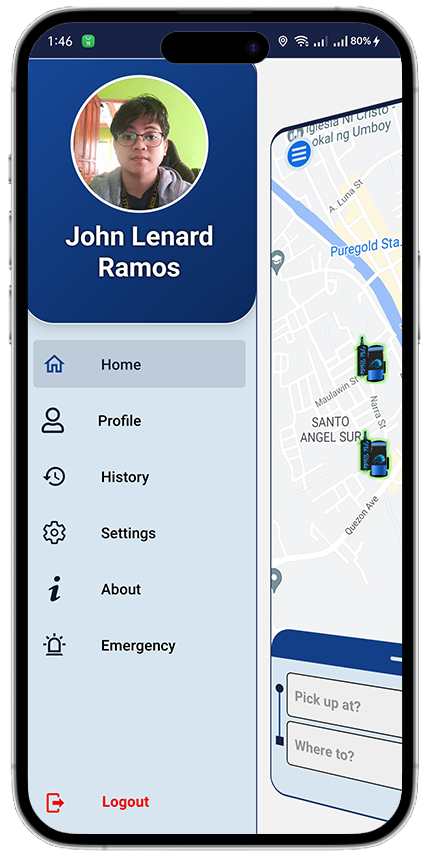 1:46
80%
John Lenard
Ramos
Home
Profile
History
Settings
About
Emergency
Logout
Iglesia Ni Cristo -
okal ng Umboy
A. Luna St
Puregold Sta.
Maulawin St
Narra St
SANTO
ANGEL SUR
Quezon Ave
Pick up at?
Where to?